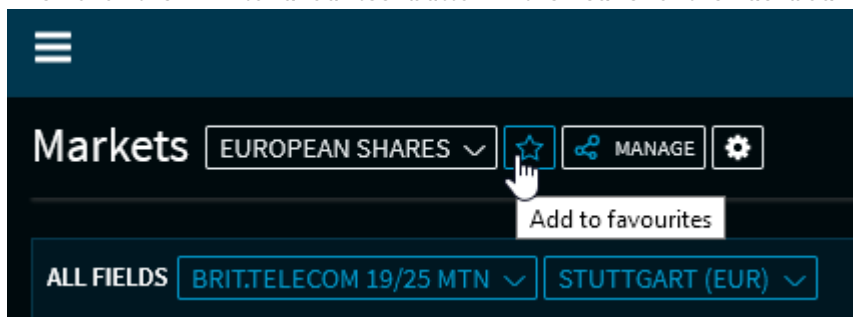 Markets EUROPEAN SHARES MANAGE
Add to favourites
ALL FIELDS BRIT.TELECOM 19/25 MTN STUTTGART (EUR)